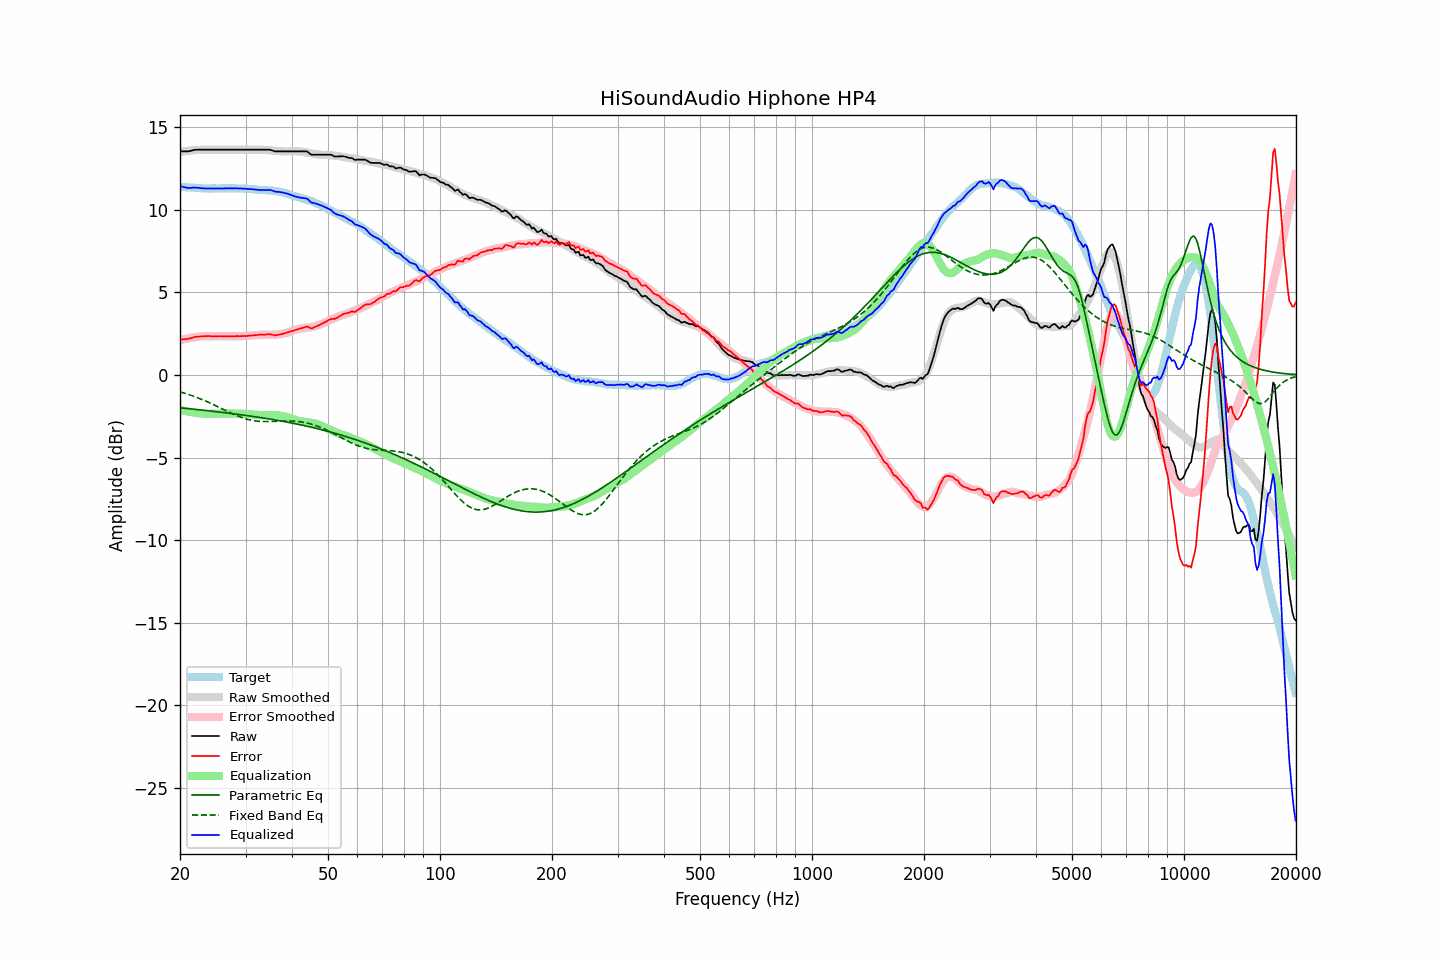 HiSoundAudio Hiphone HP4
Amplitude (dBr)
15
10
5
0
−5
−10
−15
−20
−25
Target
Raw Smoothed
Error Smoothed
Raw
Error
Equalization
Parametric Eq
Fixed Band Eq
Equalized
20 50 100 200 500 1000 2000 5000 10000 20000
Frequency (Hz)